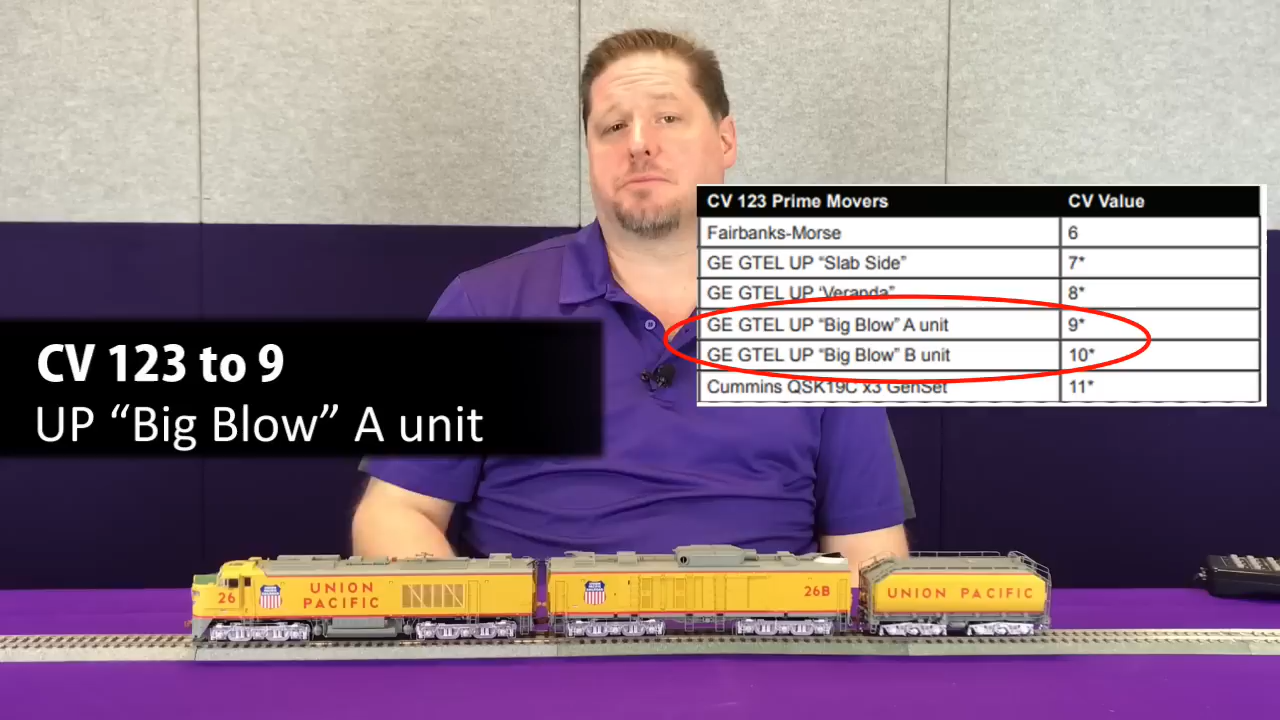 CV 123 Prime Movers CV Value
Fairbanks-Morse 6
GE GTEL UP “Slab Side” 7*
GE GTEL UP ‘Veranda” 8*
GE GTEL UP “Big Blow” A unit 9*
GE GTEL UP “Big Blow” B unit 10*
Cummins QSK19C x3 GenSet 11*
CV 123 to 9
UP “Big Blow” A unit
26
UNION
PACIFIC
26B
UNION PACIFIC